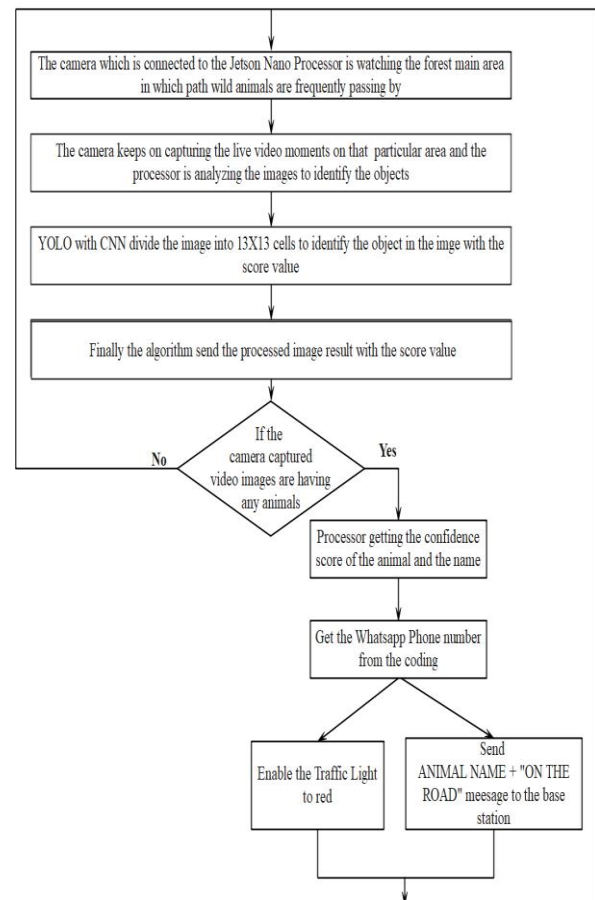 The camera which is connected to the Jetson Nano Processor is watching the forest main area
in which path wild animals are frequently passing by
The camera keeps on capturing the live video moments on that particular area and the
processor is analyzing the images to identify the objects
YOLO with CNN divide the image into 13X13 cells to identify the object in the imge with the
score value
Finally the algorithm send the processed image result with the score value
If the
camera captured
video images are having
any animals
No
Yes
Processor getting the confidence
score of the animal and the name
Get the Whatsapp Phone number
from the coding
Enable the Traffic Light
to red
Send
ANIMAL NAME + "ON THE
ROAD" meesage to the base
station